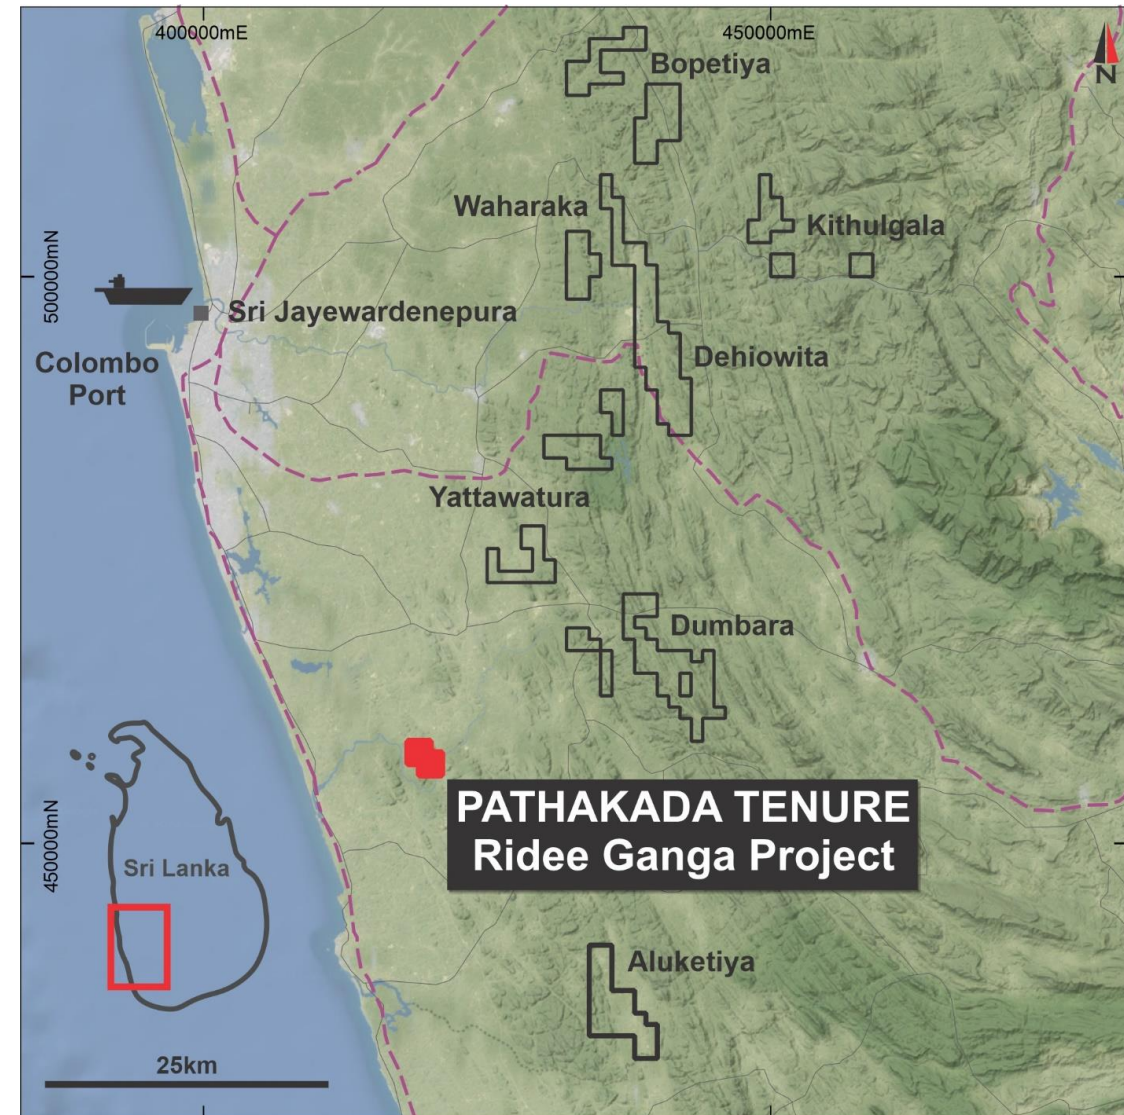 400000mE
450000mE
N
Bopetiya
Waharaka
Kithulgala
500000mN
Sri Jayewardenepura
Colombo
Port
Dehiowita
Yattawatura
Dumbara
PATHAKADA TENURE
Ridee Ganga Project
450000mN
Sri Lanka
Aluketiya
25km